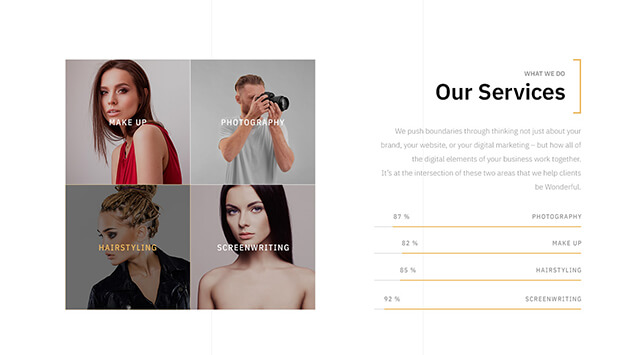 MAKE UP
PHOTOGRAPHY
HAIRSTYLING
SCREENWRITING
WHAT WE DO
Our Services
We push boundaries through thinking not just about your
brand, your website, or your digital marketing – but how all of
the digital elements of your business work together.
It's at the intersection of these two areas that we help clients
be Wonderful.
87 % PHOTOGRAPHY
82 % MAKE UP
85 % HAIRSTYLING
92 % SCREENWRITING